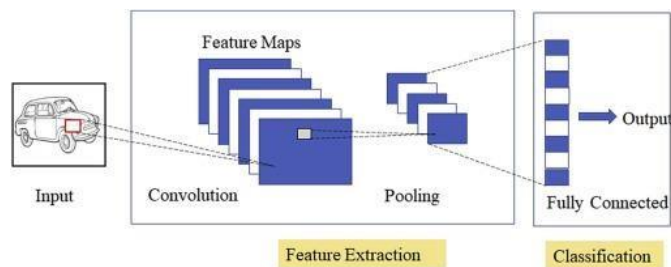 Feature Maps
Input
Convolution
Pooling
Output
Fully Connected
Feature Extraction
Classification